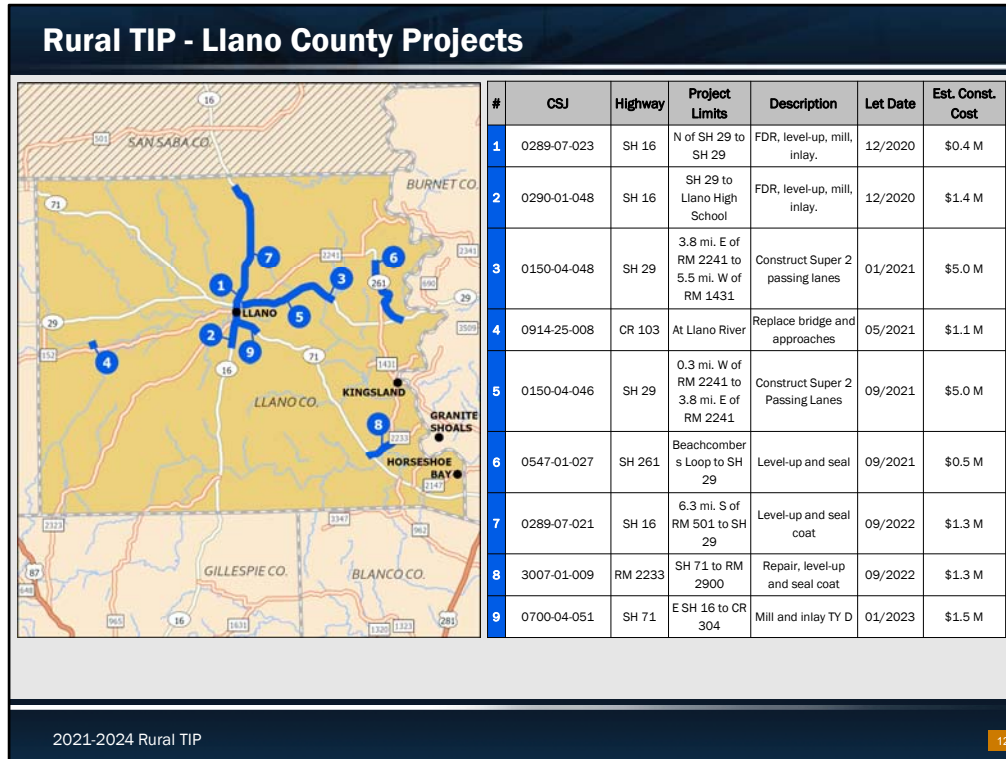 Rural TIP - Llano County Projects
16
501
SAN SABA CO.
BURNET CO.
71
2241
2341
7
6
261
690
3
1
LLANO
5
29
29
3509
2
9
152
4
16
71
1431
KINGSLAND
LLANO CO.
GRANITE
SHOALS
8
2233
HORSESHOE
BAY
2147
2323
3347
962
87
648
GILLESPIE CO.
BLANCO CO.
965
16
1631
1320
1323
281
# CSJ Highway Project Limits Description Let Date Est. Const. Cost
1 0289-07-023 SH 16 N of SH 29 to SH 29 FDR, level-up, mill, inlay. 12/2020 $0.4 M
2 0290-01-048 SH 16 SH 29 to Llano High School FDR, level-up, mill, inlay. 12/2020 $1.4 M
3 0150-04-048 SH 29 3.8 mi. E of RM 2241 to 5.5 mi. W of RM 1431 Construct Super 2 passing lanes 01/2021 $5.0 M
4 0914-25-008 CR 103 At Llano River Replace bridge and approaches 05/2021 $1.1 M
5 0150-04-046 SH 29 0.3 mi. W of RM 2241 to 3.8 mi. E of RM 2241 Construct Super 2 Passing Lanes 09/2021 $5.0 M
6 0547-01-027 SH 261 Beachcomber s Loop to SH 29 Level-up and seal 09/2021 $0.5 M
7 0289-07-021 SH 16 6.3 mi. S of RM 501 to SH 29 Level-up and seal coat 09/2022 $1.3 M
8 3007-01-009 RM 2233 SH 71 to RM 2900 Repair, level-up and seal coat 09/2022 $1.3 M
9 0700-04-051 SH 71 E SH 16 to CR 304 Mill and inlay TY D 01/2023 $1.5 M
2021-2024 Rural TIP
12